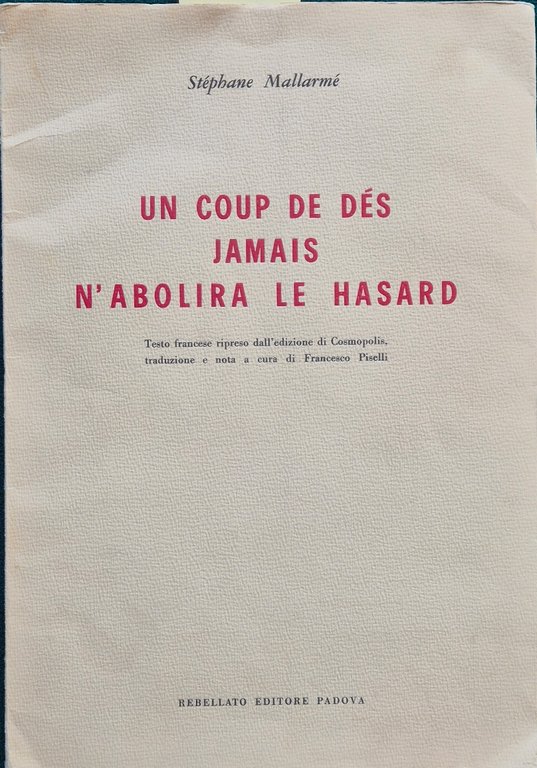 Stéphane Mallarmé
UN COUP DE DÉS
JAMAIS
N'ABOLIRA LE HASARD
Testo francese ripreso dall'edizione di Cosmopolis,
traduzione e nota a cura di Francesco Piselli
REBELLATO EDITORE PADOVA